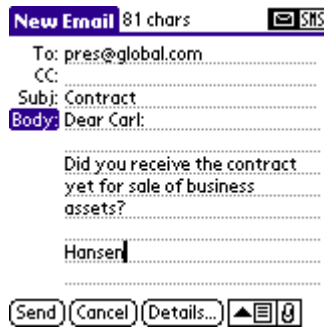 New Email 81 chars SMS
To: pres@global.com
CC:
Subj: Contract
Body: Dear Carl:
Did you receive the contract
yet for sale of business
assets?
Hansen
Send Cancel Details...